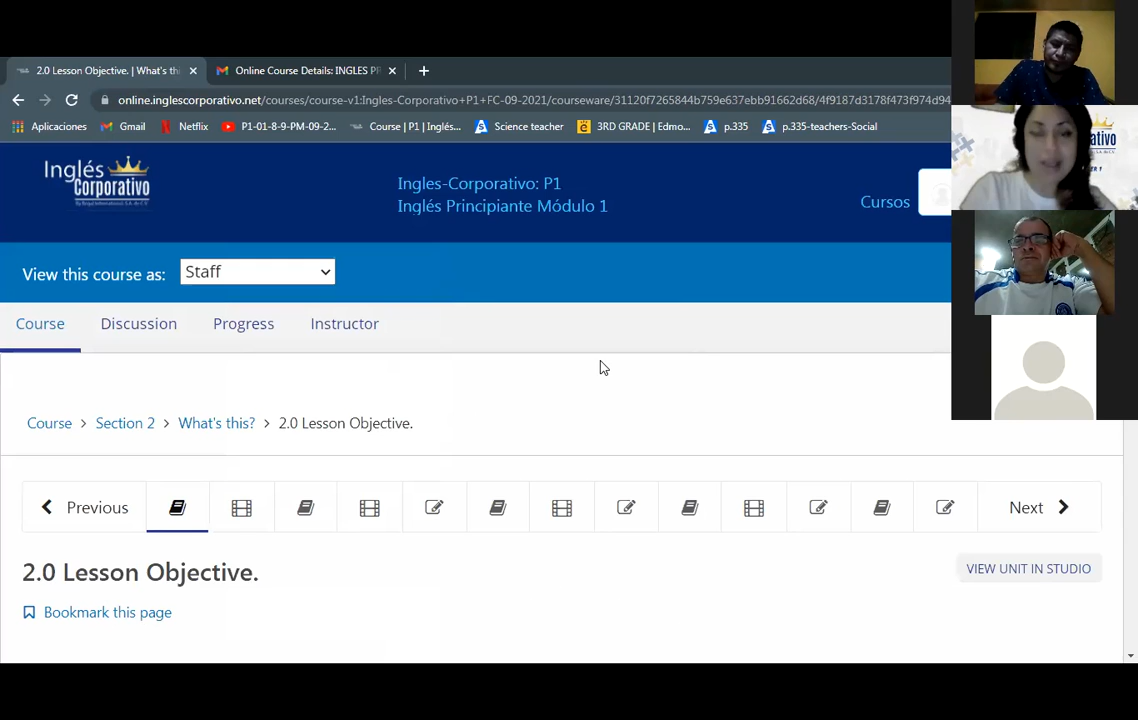 2.0 Lesson Objective. | What's thi
Online Course Details: INGLES PR
online.inglescorporativo.net/courses/course-v1:Ingles-Corporativo+P1+FC-09-2021/courseware/31120f7265844b759e637ebb91662d68/4f9187d3178f473f974d94
Aplicaciones
Gmail
Netflix
P1-01-8-9-PM-09-2...
Course | P1 | Inglés...
Science teacher
3RD GRADE | Edmo...
p.335
p.335-teachers-Social
Inglés
Corporativo
Ingles-Corporativo: P1
Inglés Principiante Módulo 1
Cursos
View this course as:
Staff
Course
Discussion
Progress
Instructor
Course > Section 2 > What's this? > 2.0 Lesson Objective.
Previous
Next
2.0 Lesson Objective.
VIEW UNIT IN STUDIO
Bookmark this page